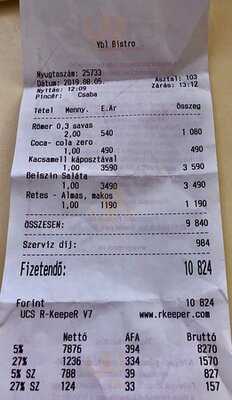 Ybl Bistro
Nyugtaszám: 25733
Dátum: 2019.08.05. Asztal: 103
Nyitás: 12:09 Zárás: 13:12
Pincér: Csaba
Tétel Menny. E.Ár Összeg
Römer 0,3 savas
2,00 540 1 080
Coca- cola zero
1,00 490 490
Kacsamell káposztával
1,00 3590 3 590
Belszin Saláta
1,00 3490 3 490
Retes - Almas, makos
1,00 1190 1 190
ÖSSZESEN: 9 840
Szerviz díj: 984
Fizetendő: 10 824
Forint 10 824
UCS R-KeepeR V7 www.rkeeper.com
Nettó ÁFA Bruttó
5% 7876 394 8270
27% 1236 334 1570
5% SZ 788 39 827
27% SZ 124 33 157